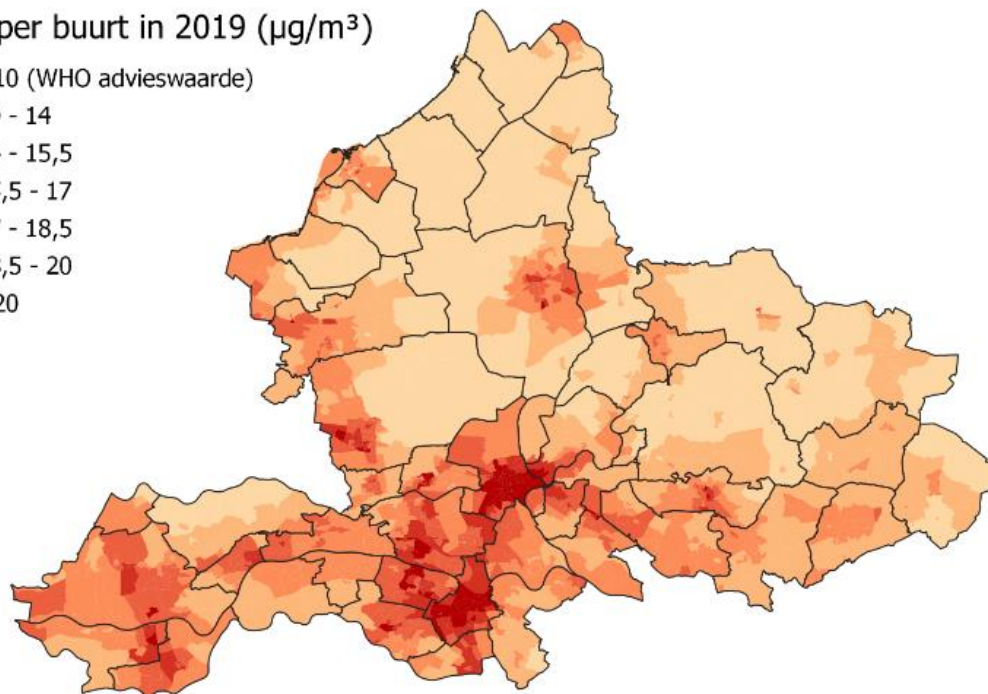 per buurt in 2019 (µg/m³)
10 (WHO advieswaarde)
- 14
- 15,5
,5 - 17
- 18,5
,5 - 20
20